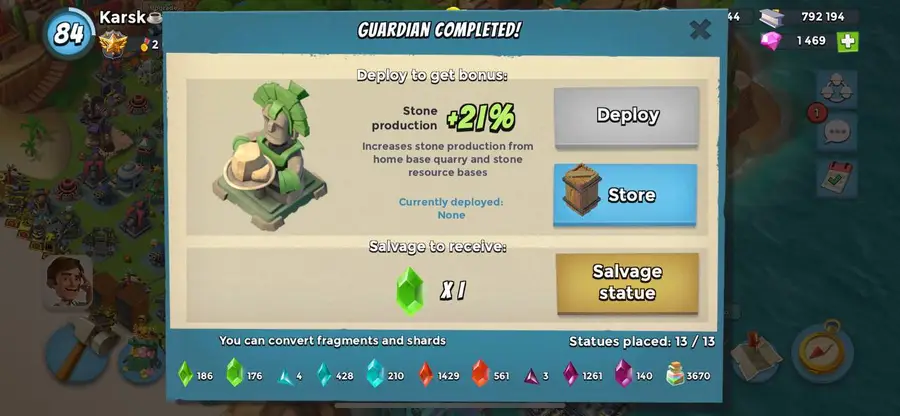 84
Karsk
2
GUARDIAN COMPLETED!
44
792 194
1 469
Deploy to get bonus:
Stone
production
+21%
Increases stone production from
home base quarry and stone
resource bases
Currently deployed:
None
Deploy
Store
1
Salvage to receive:
X 1
Salvage
statue
You can convert fragments and shards
Statues placed: 13 / 13
186
176
4
428
210
1429
561
3
1261
140
3670